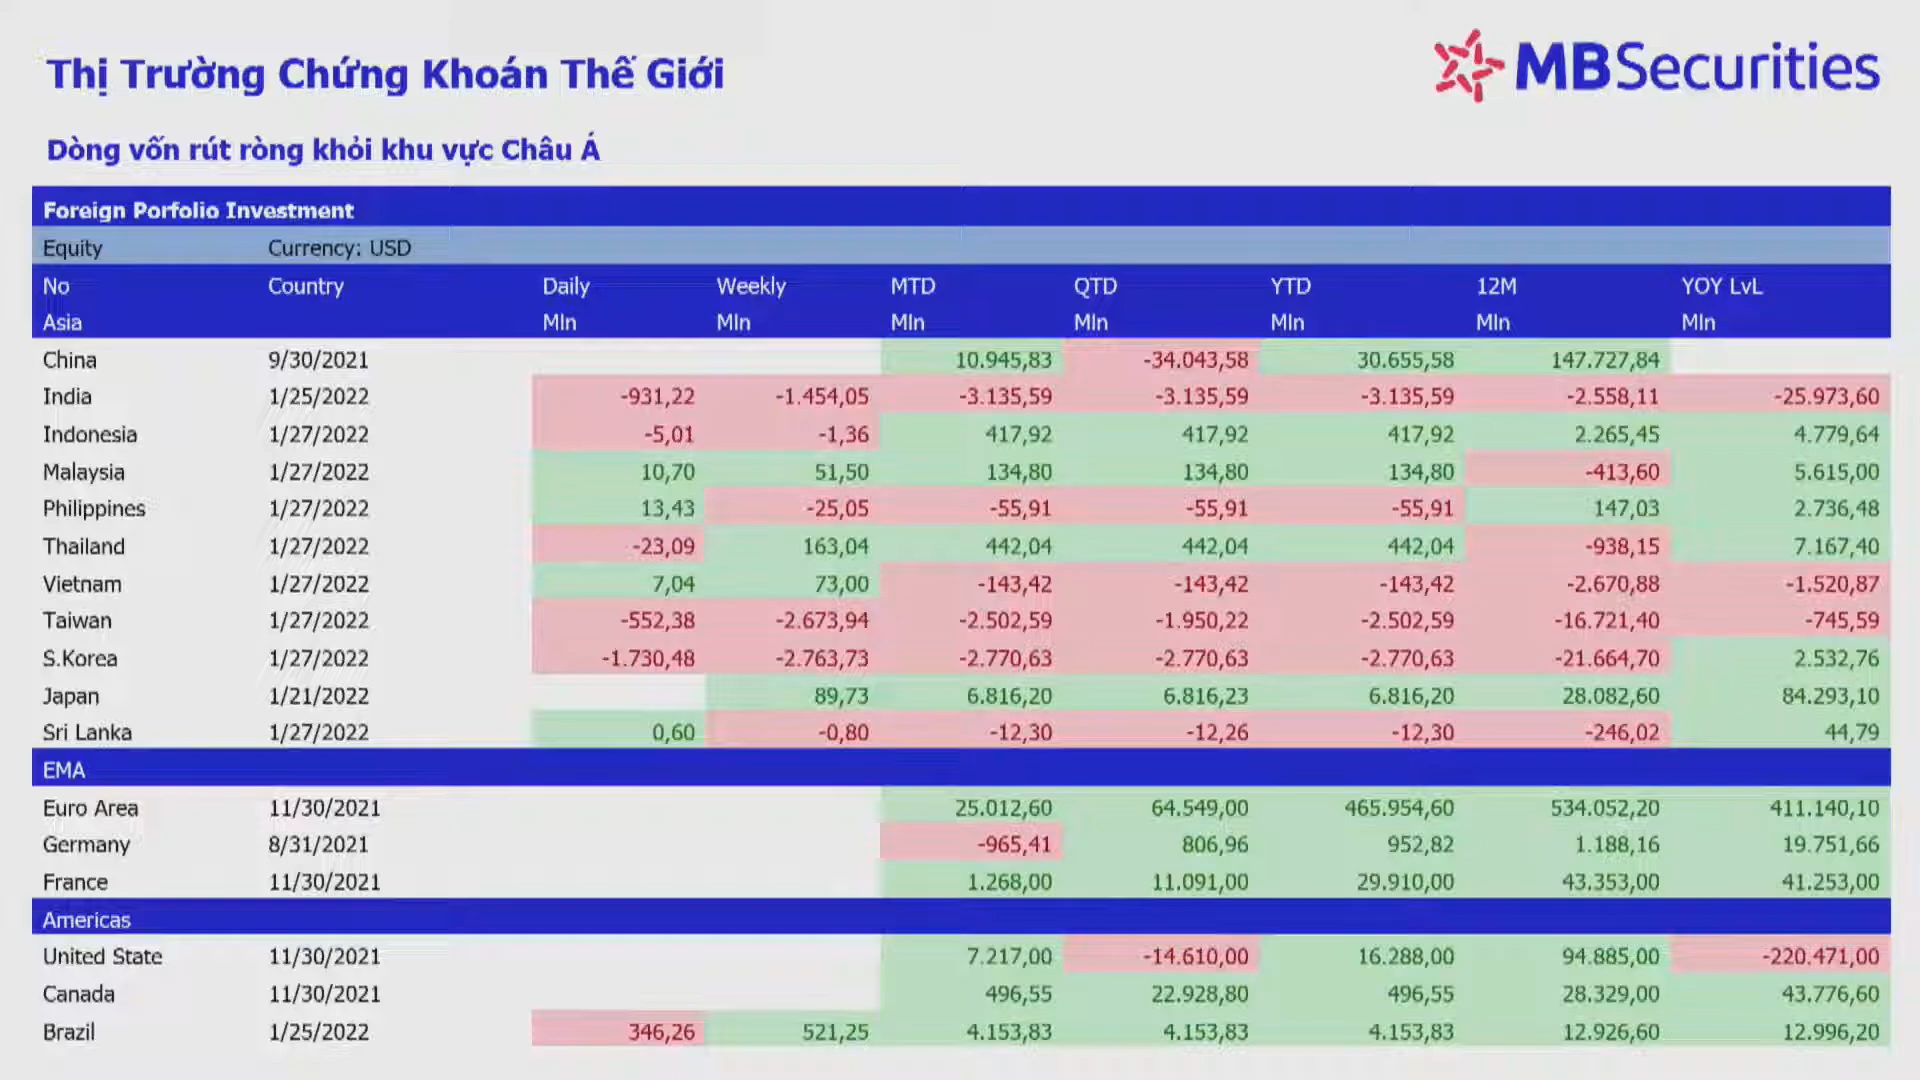 Thị Trường Chứng Khoán Thế Giới
MBSecurities
Dòng vốn rút ròng khỏi khu vực Châu Á
Foreign Porfolio Investment
Equity Currency: USD
No Country Daily Weekly MTD QTD YTD 12M YOY LvL
Asia Mln Mln Mln Mln Mln Mln Mln
China 9/30/2021 10.945,83 -34.043,58 30.655,58 147.727,84
India 1/25/2022 -931,22 -1.454,05 -3.135,59 -3.135,59 -3.135,59 -2.558,11 -25.973,60
Indonesia 1/27/2022 -5,01 -1,36 417,92 417,92 417,92 2.265,45 4.779,64
Malaysia 1/27/2022 10,70 51,50 134,80 134,80 134,80 -413,60 5.615,00
Philippines 1/27/2022 13,43 -25,05 -55,91 -55,91 -55,91 147,03 2.736,48
Thailand 1/27/2022 -23,09 163,04 442,04 442,04 442,04 -938,15 7.167,40
Vietnam 1/27/2022 7,04 73,00 -143,42 -143,42 -143,42 -2.670,88 -1.520,87
Taiwan 1/27/2022 -552,38 -2.673,94 -2.502,59 -1.950,22 -2.502,59 -16.721,40 -745,59
S.Korea 1/27/2022 -1.730,48 -2.763,73 -2.770,63 -2.770,63 -2.770,63 -21.664,70 2.532,76
Japan 1/21/2022 89,73 6.816,20 6.816,23 6.816,20 28.082,60 84.293,10
Sri Lanka 1/27/2022 0,60 -0,80 -12,30 -12,26 -12,30 -246,02 44,79
EMA
Euro Area 11/30/2021 25.012,60 64.549,00 465.954,60 534.052,20 411.140,10
Germany 8/31/2021 -965,41 806,96 952,82 1.188,16 19.751,66
France 11/30/2021 1.268,00 11.091,00 29.910,00 43.353,00 41.253,00
Americas
United State 11/30/2021 7.217,00 -14.610,00 16.288,00 94.885,00 -220.471,00
Canada 11/30/2021 496,55 22.928,80 496,55 28.329,00 43.776,60
Brazil 1/25/2022 346,26 521,25 4.153,83 4.153,83 4.153,83 12.926,60 12.996,20